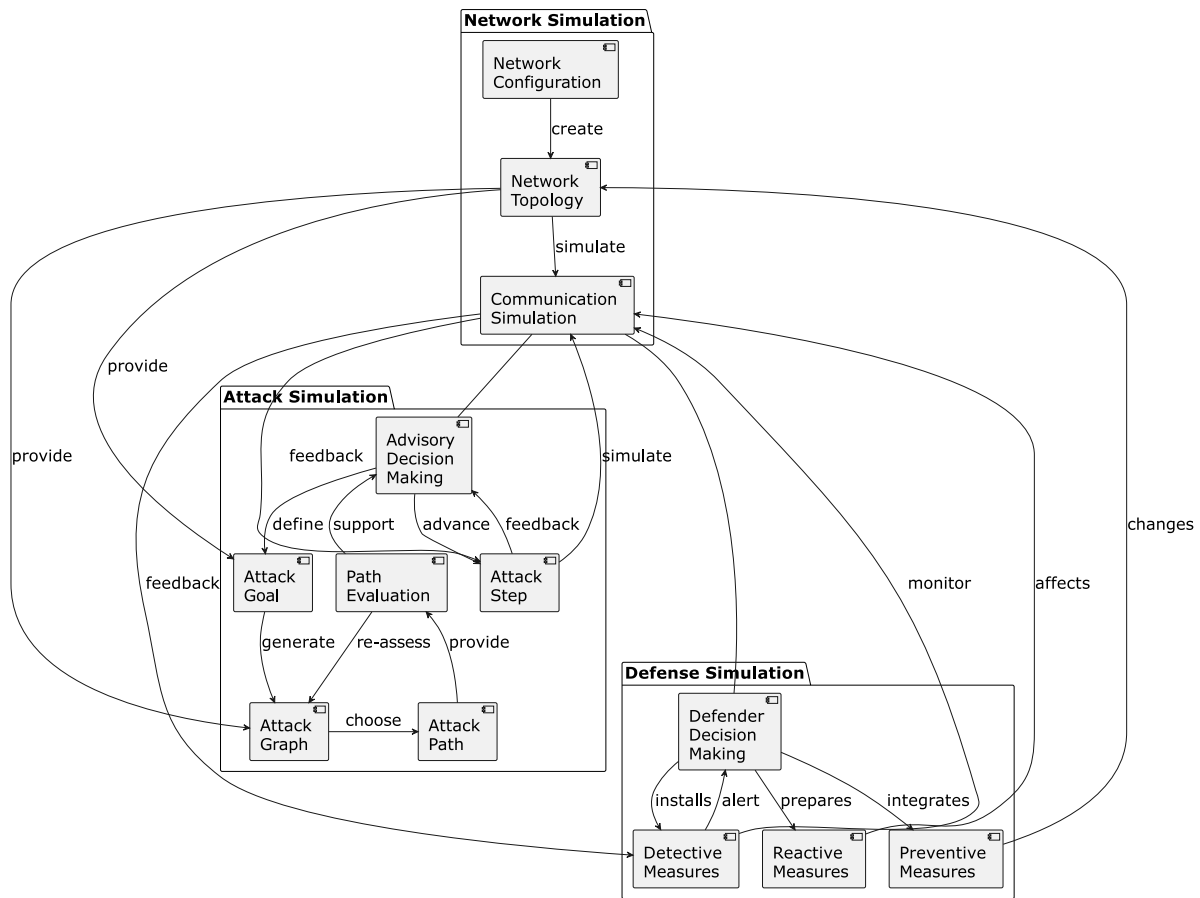 Network Simulation
Network
Configuration
create
Network
Topology
simulate
Communication
Simulation
provide
Attack Simulation
Advisory
Decision
Making
provide
feedback
simulate
define
support
advance
feedback
changes
Attack
Goal
Path
Evaluation
Attack
Step
feedback
monitor
affects
generate
re-assess
provide
Defense Simulation
Attack
Graph
choose
Attack
Path
Defender
Decision
Making
installs
alert
prepares
integrates
Detective
Measures
Reactive
Measures
Preventive
Measures